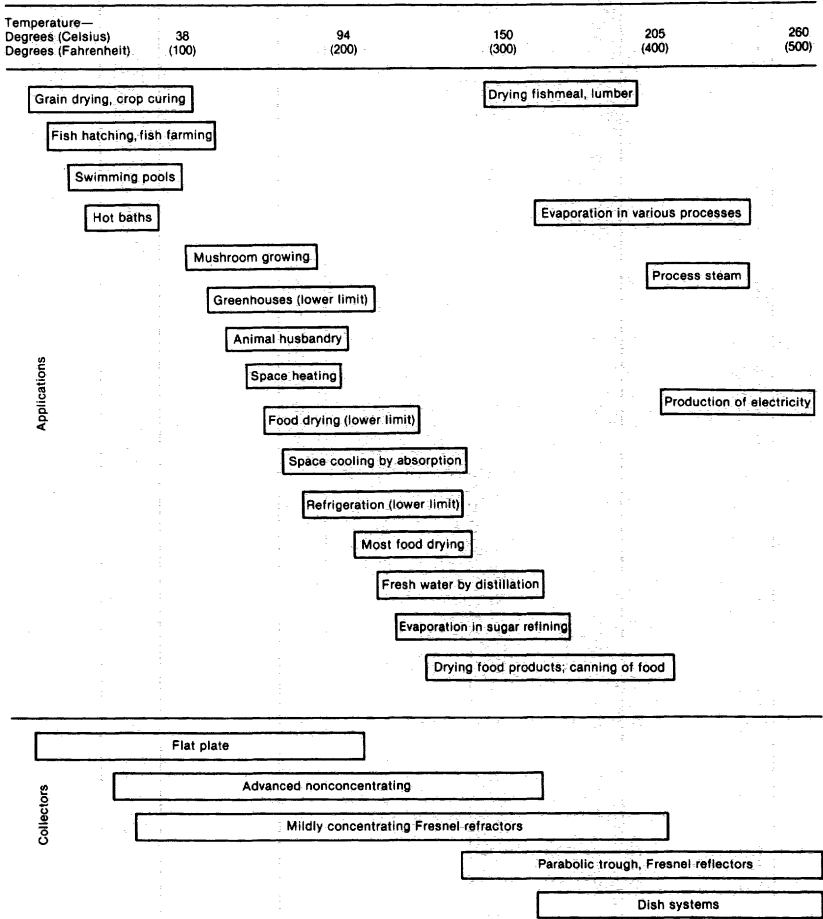 Temperature—
Degrees (Celsius) 38 94 150 205 260
Degrees (Fahrenheit) (100) (200) (300) (400) (500)
Grain drying, crop curing
Drying fishmeal, lumber
Fish hatching, fish farming
Swimming pools
Hot baths
Evaporation in various processes
Mushroom growing
Process steam
Greenhouses (lower limit)
Animal husbandry
Space heating
Applications
Production of electricity
Food drying (lower limit)
Space cooling by absorption
Refrigeration (lower limit)
Most food drying
Fresh water by distillation
Evaporation in sugar refining
Drying food products; canning of food
Flat plate
Advanced nonconcentrating
Collectors
Mildly concentrating Fresnel refractors
Parabolic trough, Fresnel reflectors
Dish systems